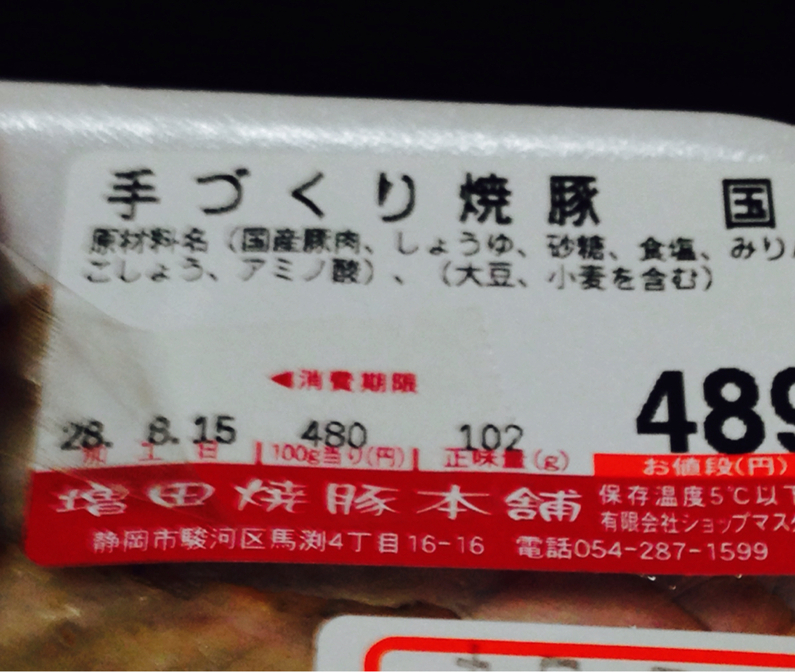 手づくり焼豚 国
原材料名（国産豚肉、しょうゆ、砂糖、食塩、みり
ごしょう、アミノ酸）、（大豆、小麦を含む）
◀消費期限
28. 8.15 480 102 489
加工日 100g当り(円) 正味量(g) お値段(円)
増田焼豚本舗 保存温度5℃以下
静岡市駿河区馬渕4丁目16-16 電話054-287-1599 有限会社ショップマス